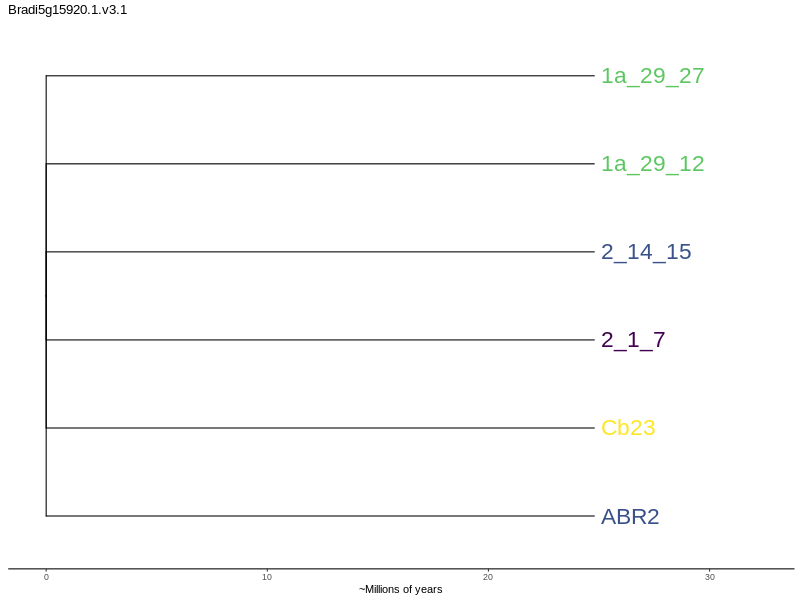 Bradi5g15920.1.v3.1
1a_29_27
1a_29_12
2_14_15
2_1_7
Cb23
ABR2
0 10 20 30
~Millions of years